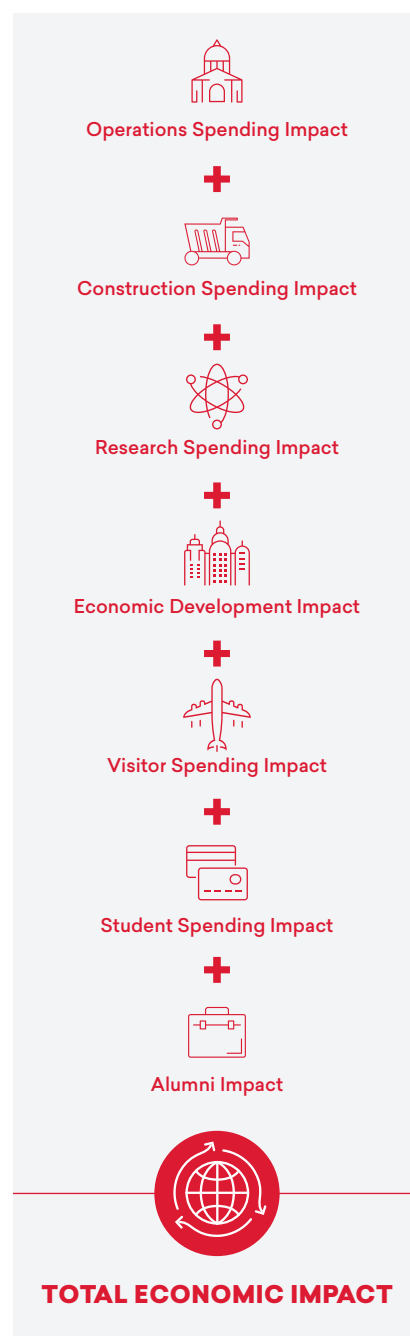 Operations Spending Impact
+
Construction Spending Impact
+
Research Spending Impact
+
Economic Development Impact
+
Visitor Spending Impact
+
Student Spending Impact
+
Alumni Impact
TOTAL ECONOMIC IMPACT